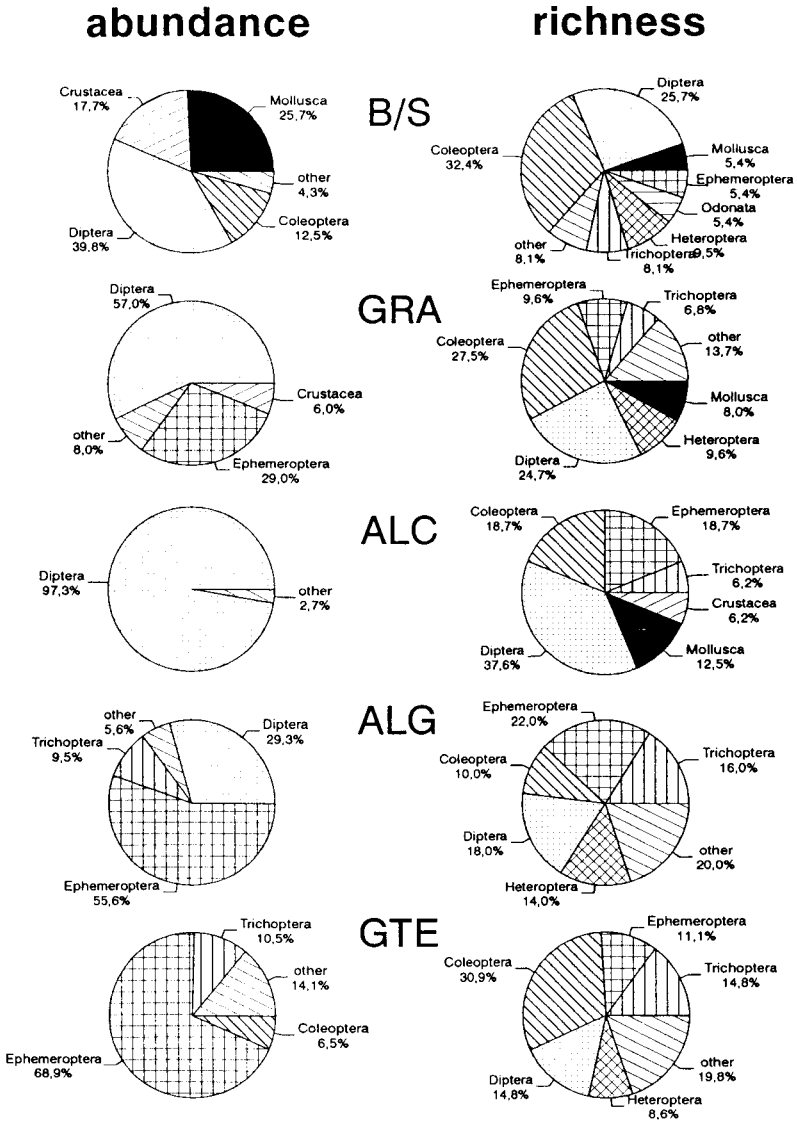 abundance
richness
B/S
Crustacea
17,7%
Mollusca
25,7%
other
4,3%
Coleoptera
12,5%
Diptera
39,8%
Diptera
25,7%
Coleoptera
32,4%
Mollusca
5,4%
Ephemeroptera
5,4%
Odonata
5,4%
Heteroptera
9,5%
Trichoptera
8,1%
other
8,1%
GRA
Diptera
57,0%
Crustacea
6,0%
other
8,0%
Ephemeroptera
29,0%
Ephemeroptera
9,6%
Trichoptera
6,8%
Coleoptera
27,5%
other
13,7%
Mollusca
8,0%
Heteroptera
9,6%
Diptera
24,7%
ALC
Diptera
97,3%
other
2,7%
Coleoptera
18,7%
Ephemeroptera
18,7%
Trichoptera
6,2%
Crustacea
6,2%
Mollusca
12,5%
Diptera
37,6%
ALG
other
5,6%
Diptera
29,3%
Trichoptera
9,5%
Ephemeroptera
55,6%
Ephemeroptera
22,0%
Trichoptera
16,0%
Coleoptera
10,0%
Diptera
18,0%
other
20,0%
Heteroptera
14,0%
GTE
Trichoptera
10,5%
other
14,1%
Coleoptera
6,5%
Ephemeroptera
68,9%
Ephemeroptera
11,1%
Coleoptera
30,9%
Trichoptera
14,8%
other
19,8%
Diptera
14,8%
Heteroptera
8,6%